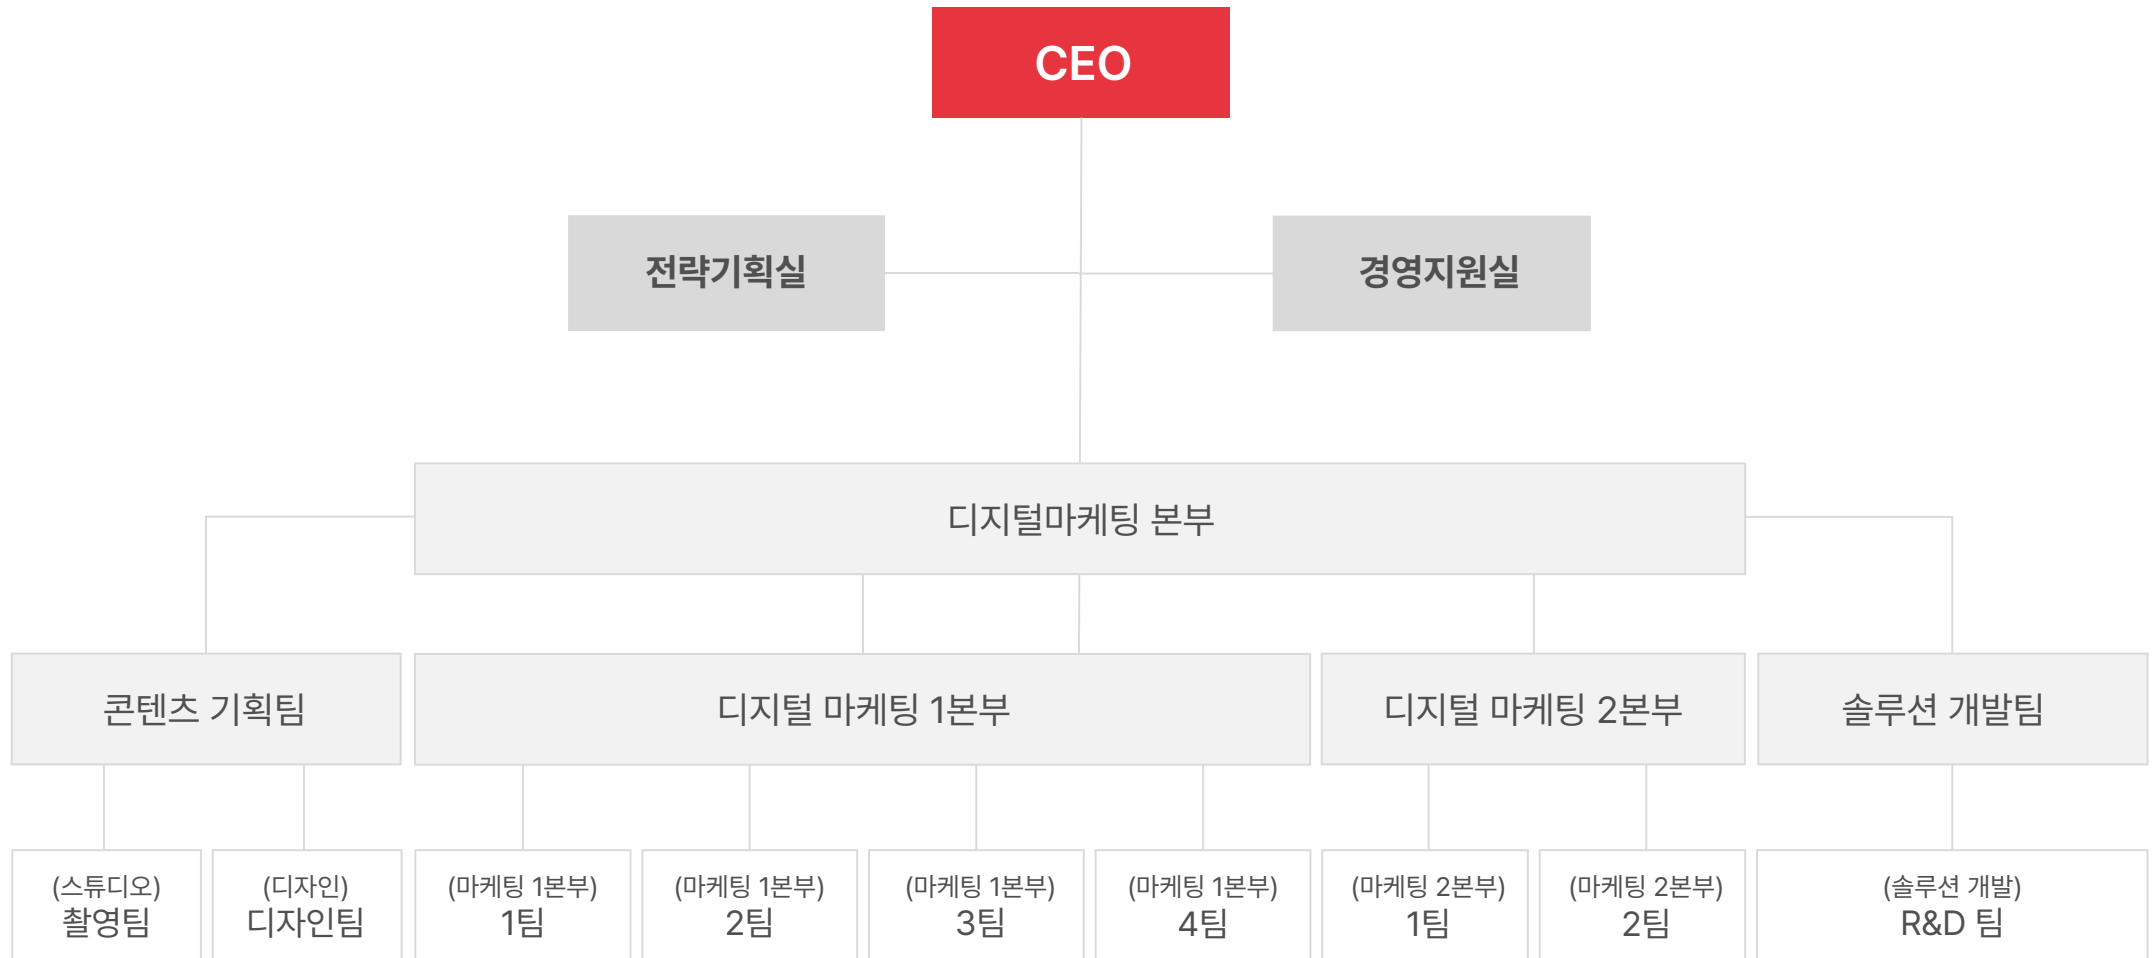 CEO
전략기획실
경영지원실
디지털마케팅 본부
콘텐츠 기획팀
디지털 마케팅 1본부
디지털 마케팅 2본부
솔루션 개발팀
(스튜디오)
촬영팀
(디자인)
디자인팀
(마케팅 1본부)
1팀
(마케팅 1본부)
2팀
(마케팅 1본부)
3팀
(마케팅 1본부)
4팀
(마케팅 2본부)
1팀
(마케팅 2본부)
2팀
(솔루션 개발)
R&D 팀